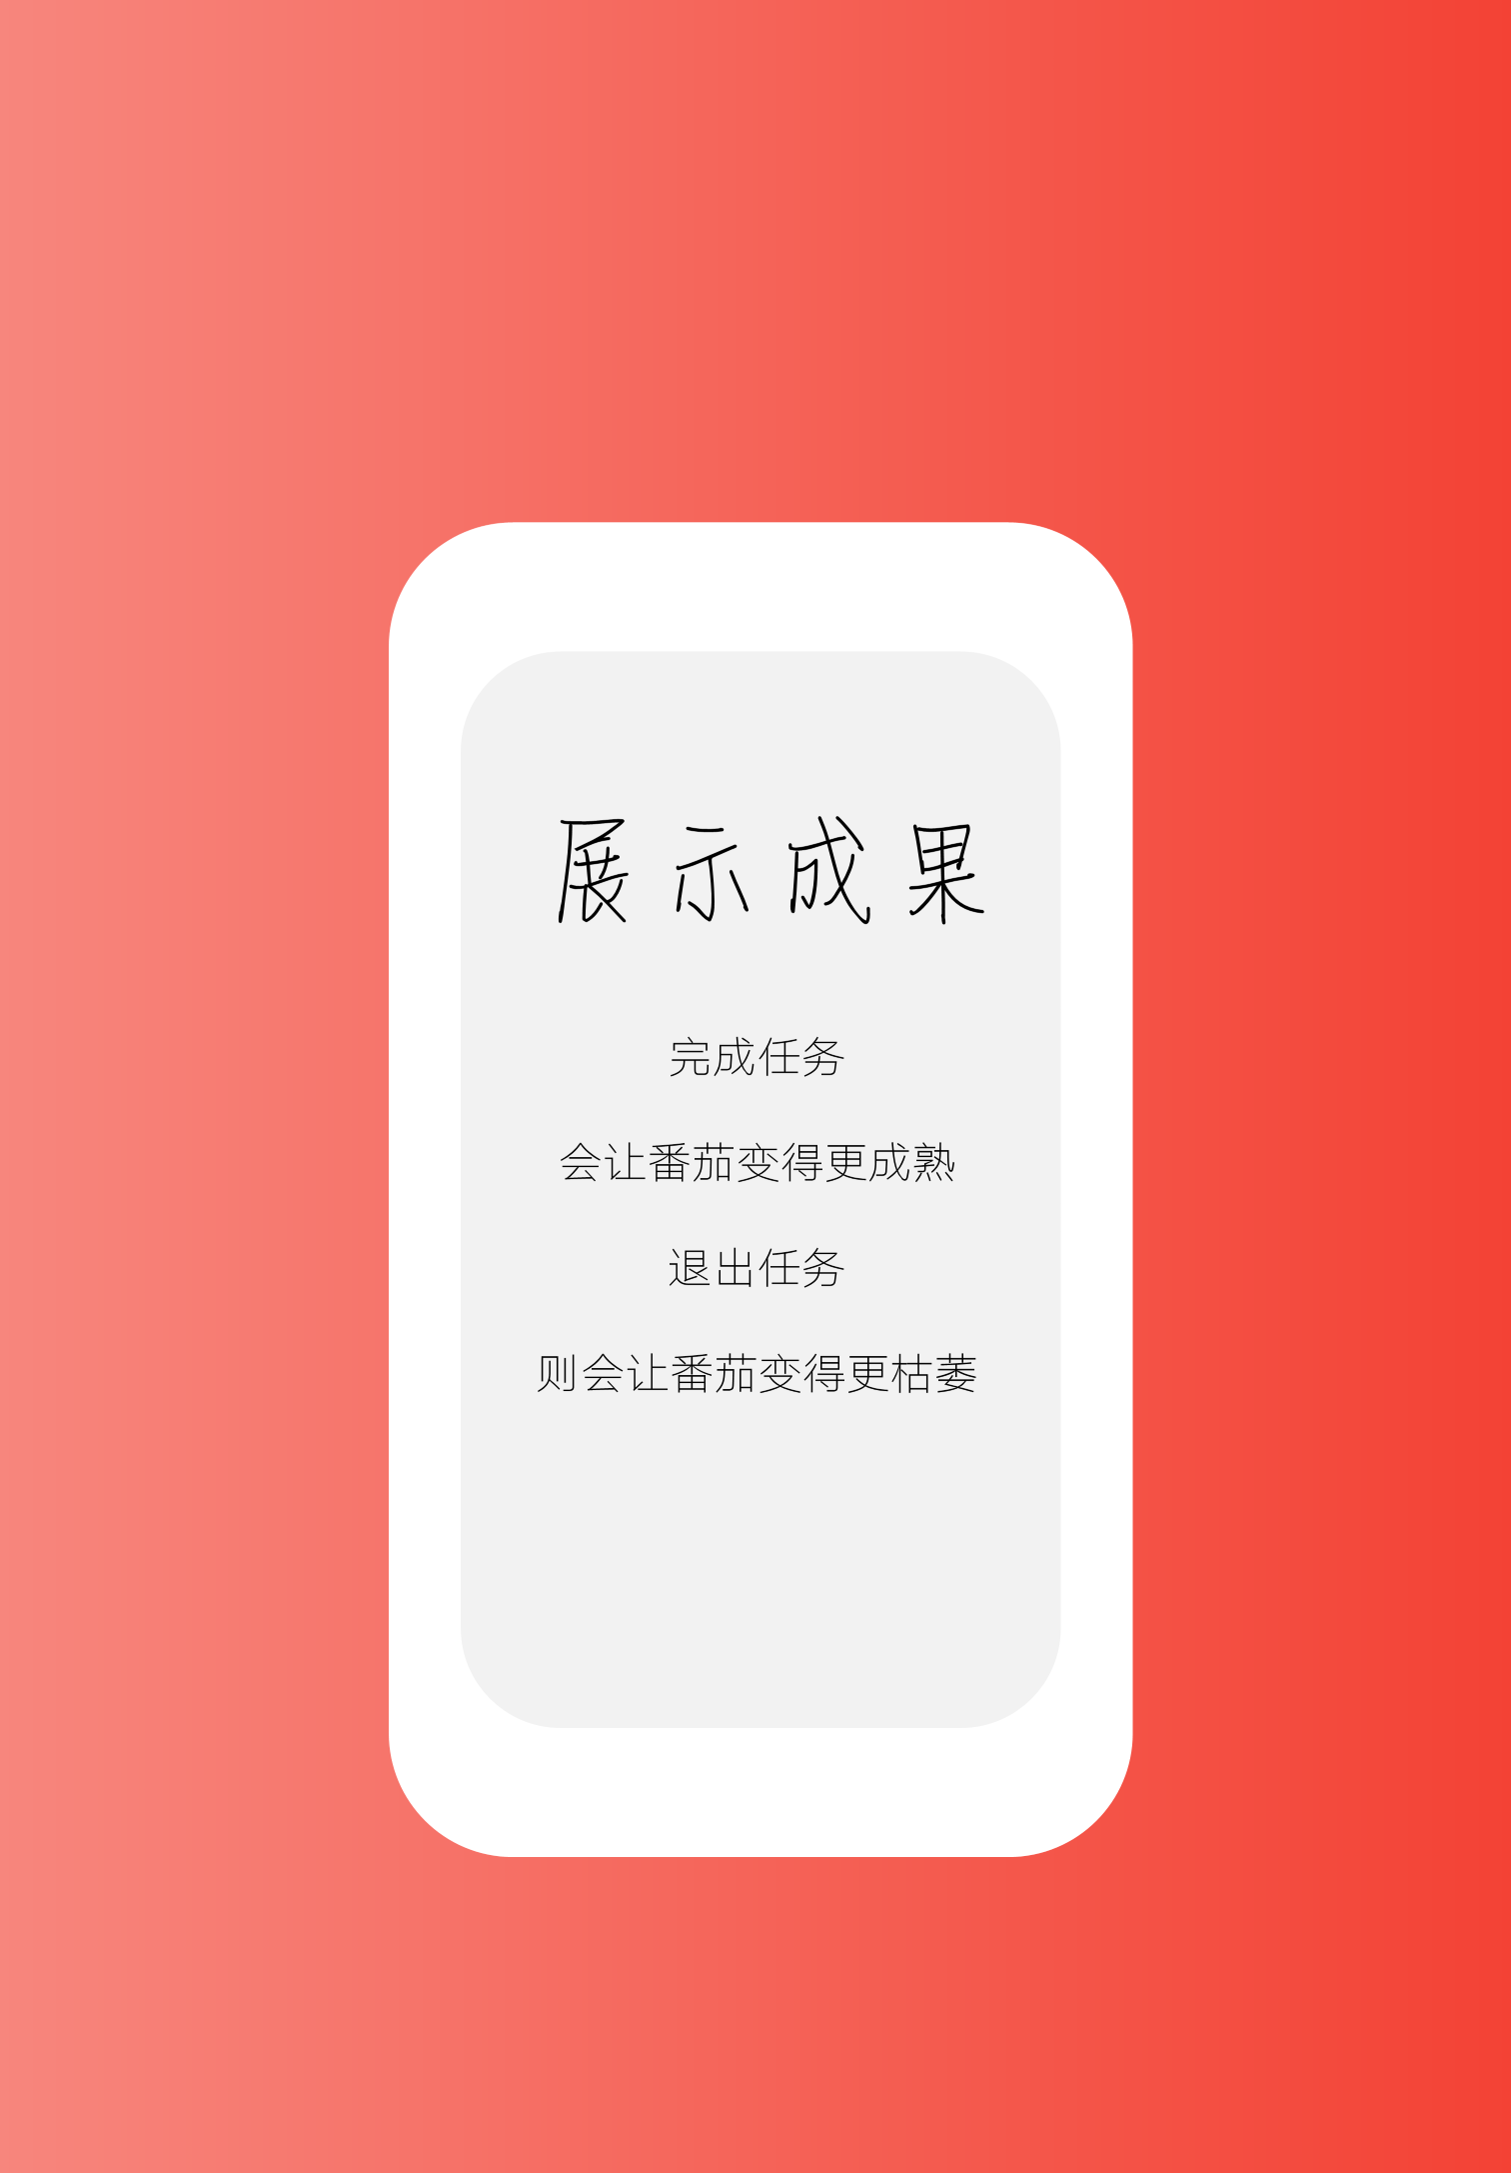 展示成果
完成任务
会让番茄变得更成熟
退出任务
则会让番茄变得更枯萎